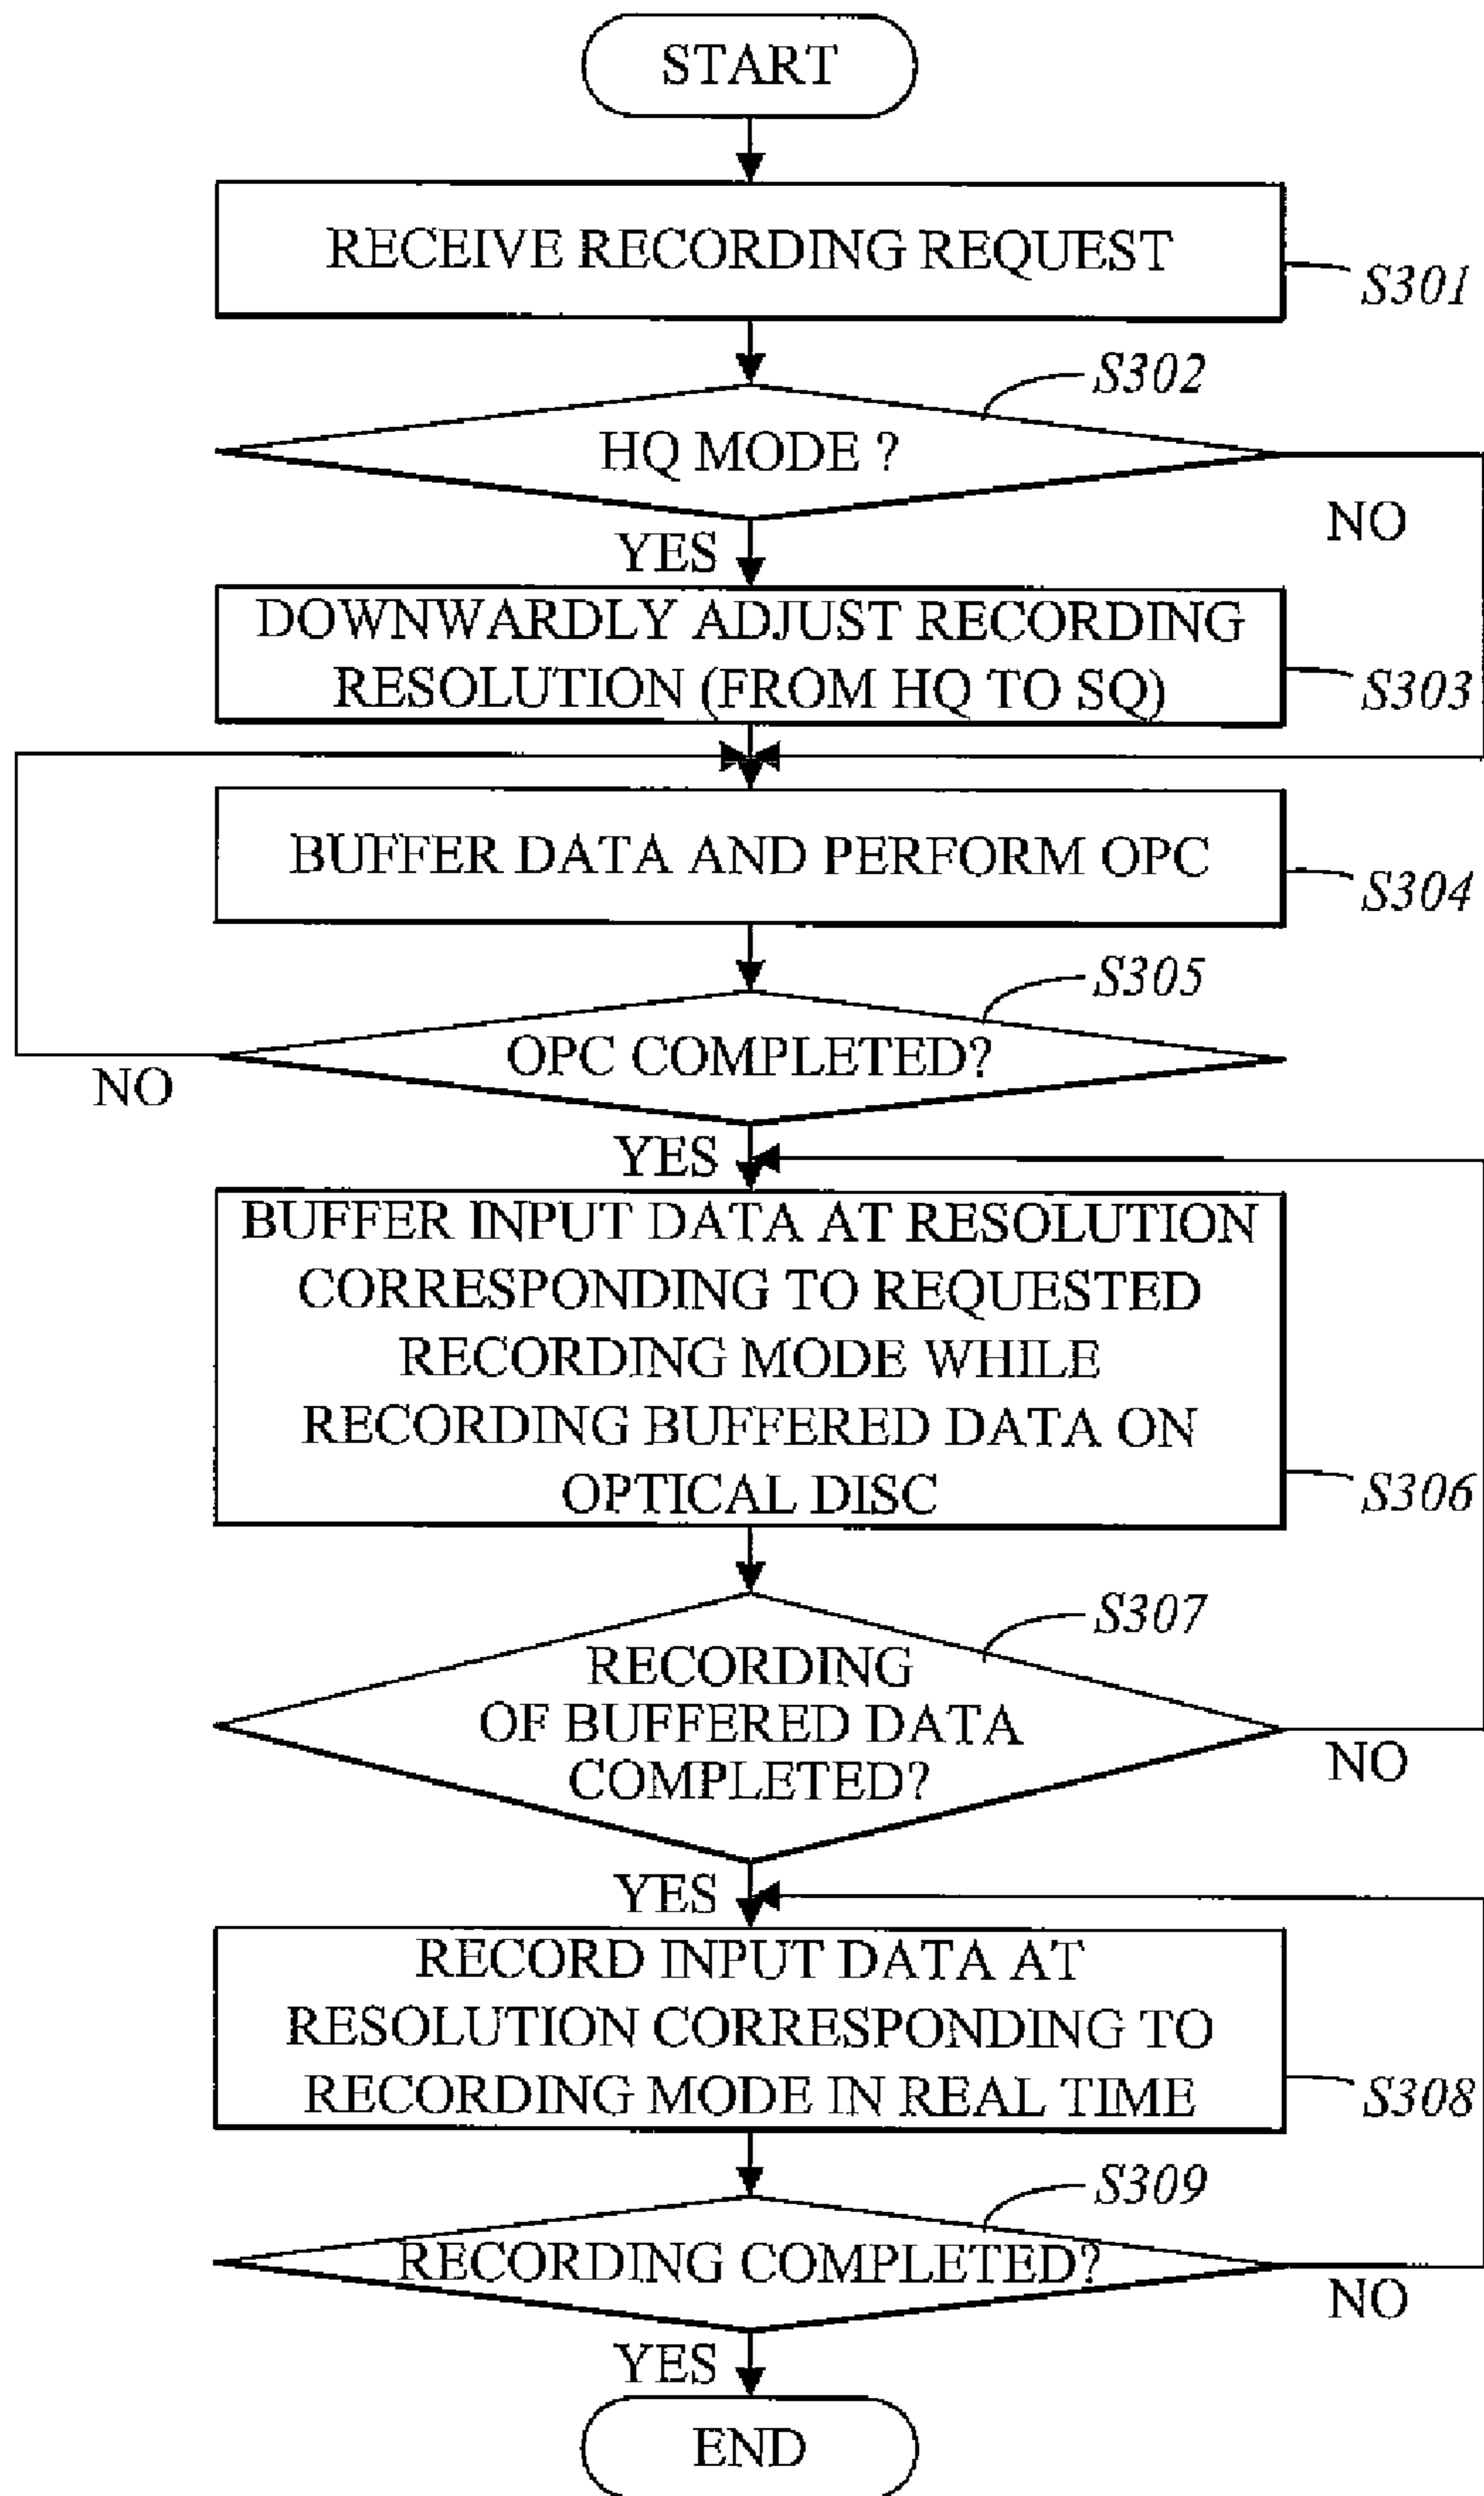 START
RECEIVE RECORDING REQUEST
S301
S302
HQ MODE ?
NO
YES
DOWNWARDLY ADJUST RECORDING
RESOLUTION (FROM HQ TO SQ)
S303
BUFFER DATA AND PERFORM OPC
S304
S305
OPC COMPLETED?
NO
YES
BUFFER INPUT DATA AT RESOLUTION
CORRESPONDING TO REQUESTED
RECORDING MODE WHILE
RECORDING BUFFERED DATA ON
OPTICAL DISC
S306
S307
RECORDING
OF BUFFERED DATA
COMPLETED?
NO
YES
RECORD INPUT DATA AT
RESOLUTION CORRESPONDING TO
RECORDING MODE IN REAL TIME
S308
S309
RECORDING COMPLETED?
NO
YES
END